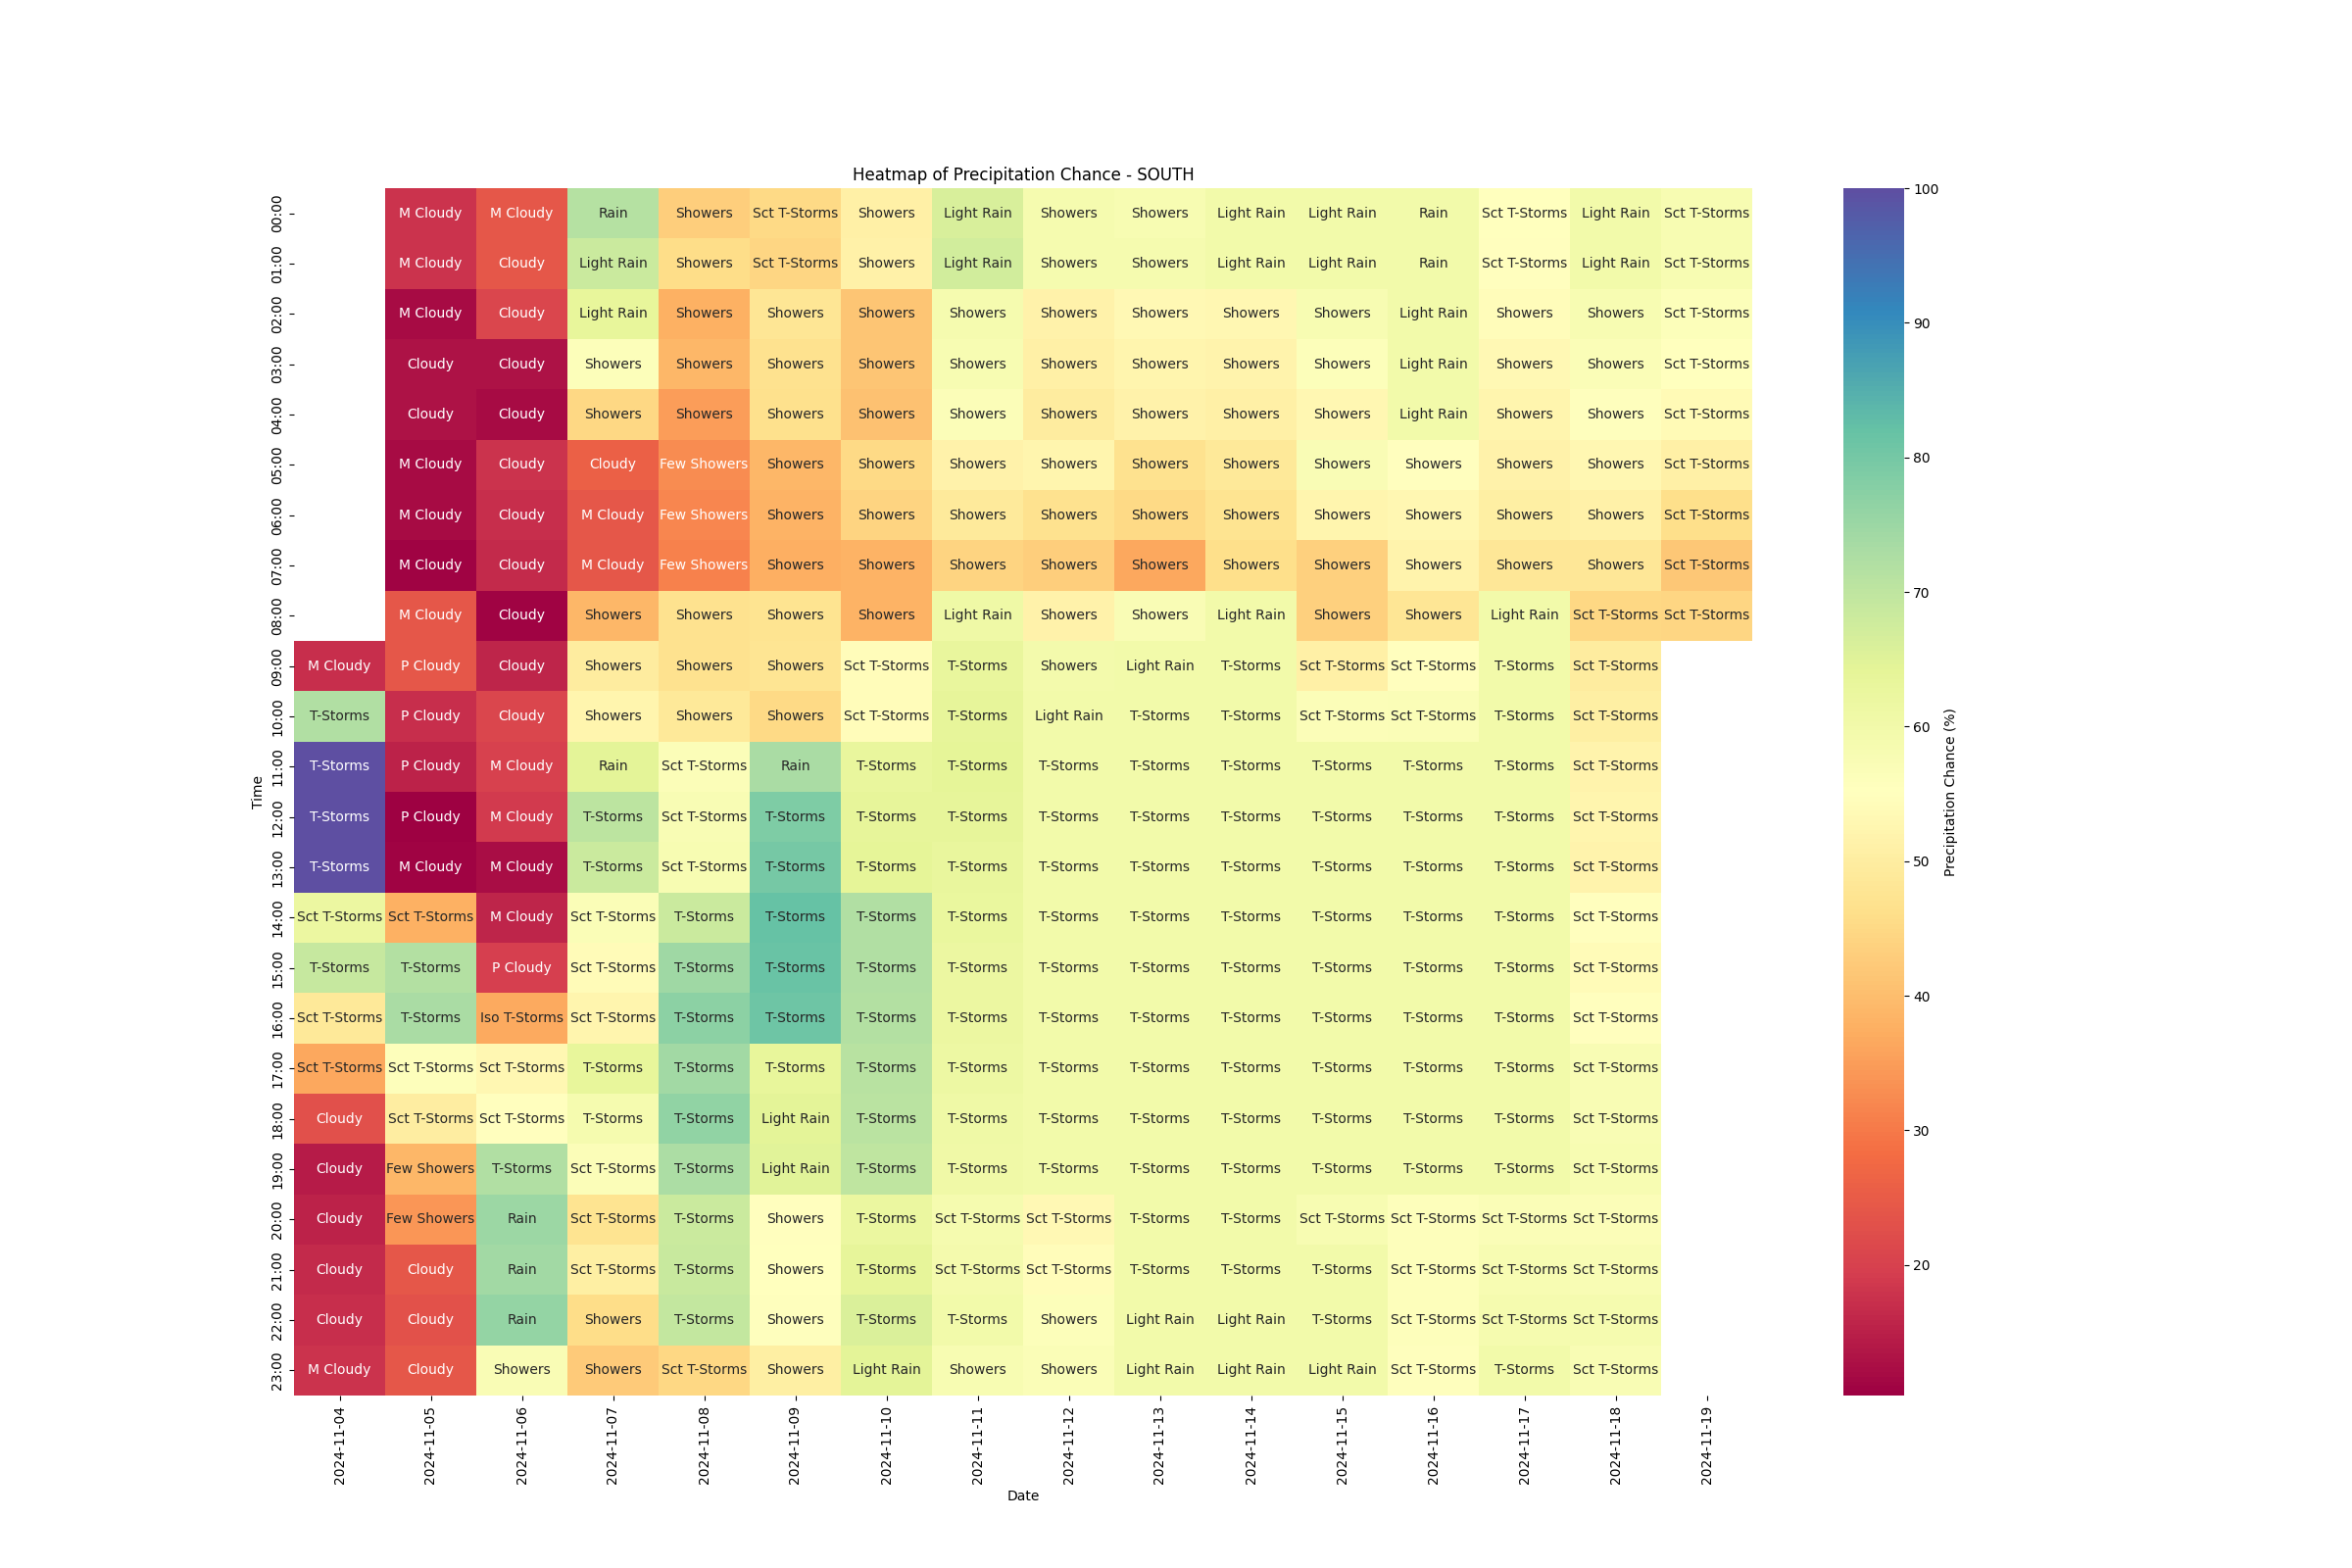 Heatmap of Precipitation Chance - SOUTH
00:00 M Cloudy M Cloudy Rain Showers Sct T-Storms Showers Light Rain Showers Showers Light Rain Light Rain Rain Sct T-Storms Light Rain Sct T-Storms
01:00 M Cloudy Cloudy Light Rain Showers Sct T-Storms Showers Light Rain Showers Showers Light Rain Light Rain Rain Sct T-Storms Light Rain Sct T-Storms
02:00 M Cloudy Cloudy Light Rain Showers Showers Showers Showers Showers Showers Showers Showers Light Rain Showers Showers Sct T-Storms
03:00 Cloudy Cloudy Showers Showers Showers Showers Showers Showers Showers Showers Showers Light Rain Showers Showers Sct T-Storms
04:00 Cloudy Cloudy Showers Showers Showers Showers Showers Showers Showers Showers Showers Light Rain Showers Showers Sct T-Storms
05:00 M Cloudy Cloudy Cloudy Few Showers Showers Showers Showers Showers Showers Showers Showers Showers Showers Showers Sct T-Storms
06:00 M Cloudy Cloudy M Cloudy Few Showers Showers Showers Showers Showers Showers Showers Showers Showers Showers Showers Sct T-Storms
07:00 M Cloudy Cloudy M Cloudy Few Showers Showers Showers Showers Showers Showers Showers Showers Showers Showers Showers Sct T-Storms
08:00 M Cloudy Cloudy Showers Showers Showers Showers Light Rain Showers Showers Light Rain Showers Showers Light Rain Sct T-Storms Sct T-Storms
09:00 M Cloudy P Cloudy Cloudy Showers Showers Showers Sct T-Storms T-Storms Showers Light Rain T-Storms Sct T-Storms Sct T-Storms T-Storms Sct T-Storms
10:00 T-Storms P Cloudy Cloudy Showers Showers Showers Sct T-Storms T-Storms Light Rain T-Storms T-Storms Sct T-Storms Sct T-Storms T-Storms Sct T-Storms
11:00 T-Storms P Cloudy M Cloudy Rain Sct T-Storms Rain T-Storms T-Storms T-Storms T-Storms T-Storms T-Storms T-Storms T-Storms Sct T-Storms
12:00 T-Storms P Cloudy M Cloudy T-Storms Sct T-Storms T-Storms T-Storms T-Storms T-Storms T-Storms T-Storms T-Storms T-Storms T-Storms Sct T-Storms
13:00 T-Storms M Cloudy M Cloudy T-Storms Sct T-Storms T-Storms T-Storms T-Storms T-Storms T-Storms T-Storms T-Storms T-Storms T-Storms Sct T-Storms
14:00 Sct T-Storms Sct T-Storms M Cloudy Sct T-Storms T-Storms T-Storms T-Storms T-Storms T-Storms T-Storms T-Storms T-Storms T-Storms T-Storms Sct T-Storms
15:00 T-Storms T-Storms P Cloudy Sct T-Storms T-Storms T-Storms T-Storms T-Storms T-Storms T-Storms T-Storms T-Storms T-Storms T-Storms Sct T-Storms
16:00 Sct T-Storms T-Storms Iso T-Storms Sct T-Storms T-Storms T-Storms T-Storms T-Storms T-Storms T-Storms T-Storms T-Storms T-Storms T-Storms Sct T-Storms
17:00 Sct T-Storms Sct T-Storms Sct T-Storms T-Storms T-Storms T-Storms T-Storms T-Storms T-Storms T-Storms T-Storms T-Storms T-Storms T-Storms Sct T-Storms
18:00 Cloudy Sct T-Storms Sct T-Storms T-Storms T-Storms Light Rain T-Storms T-Storms T-Storms T-Storms T-Storms T-Storms T-Storms T-Storms Sct T-Storms
19:00 Cloudy Few Showers T-Storms Sct T-Storms T-Storms Light Rain T-Storms T-Storms T-Storms T-Storms T-Storms T-Storms T-Storms T-Storms Sct T-Storms
20:00 Cloudy Few Showers Rain Sct T-Storms T-Storms Showers T-Storms Sct T-Storms Sct T-Storms T-Storms T-Storms Sct T-Storms Sct T-Storms Sct T-Storms Sct T-Storms
21:00 Cloudy Cloudy Rain Sct T-Storms T-Storms Showers T-Storms Sct T-Storms Sct T-Storms T-Storms T-Storms T-Storms Sct T-Storms Sct T-Storms Sct T-Storms
22:00 Cloudy Cloudy Rain Showers T-Storms Showers T-Storms T-Storms Showers Light Rain Light Rain T-Storms Sct T-Storms Sct T-Storms Sct T-Storms
23:00 M Cloudy Cloudy Showers Showers Sct T-Storms Showers Light Rain Showers Showers Light Rain Light Rain Light Rain Sct T-Storms T-Storms Sct T-Storms
Time
2024-11-04 2024-11-05 2024-11-06 2024-11-07 2024-11-08 2024-11-09 2024-11-10 2024-11-11 2024-11-12 2024-11-13 2024-11-14 2024-11-15 2024-11-16 2024-11-17 2024-11-18 2024-11-19
Date
100
90
80
70
60
50
40
30
20
Precipitation Chance (%)